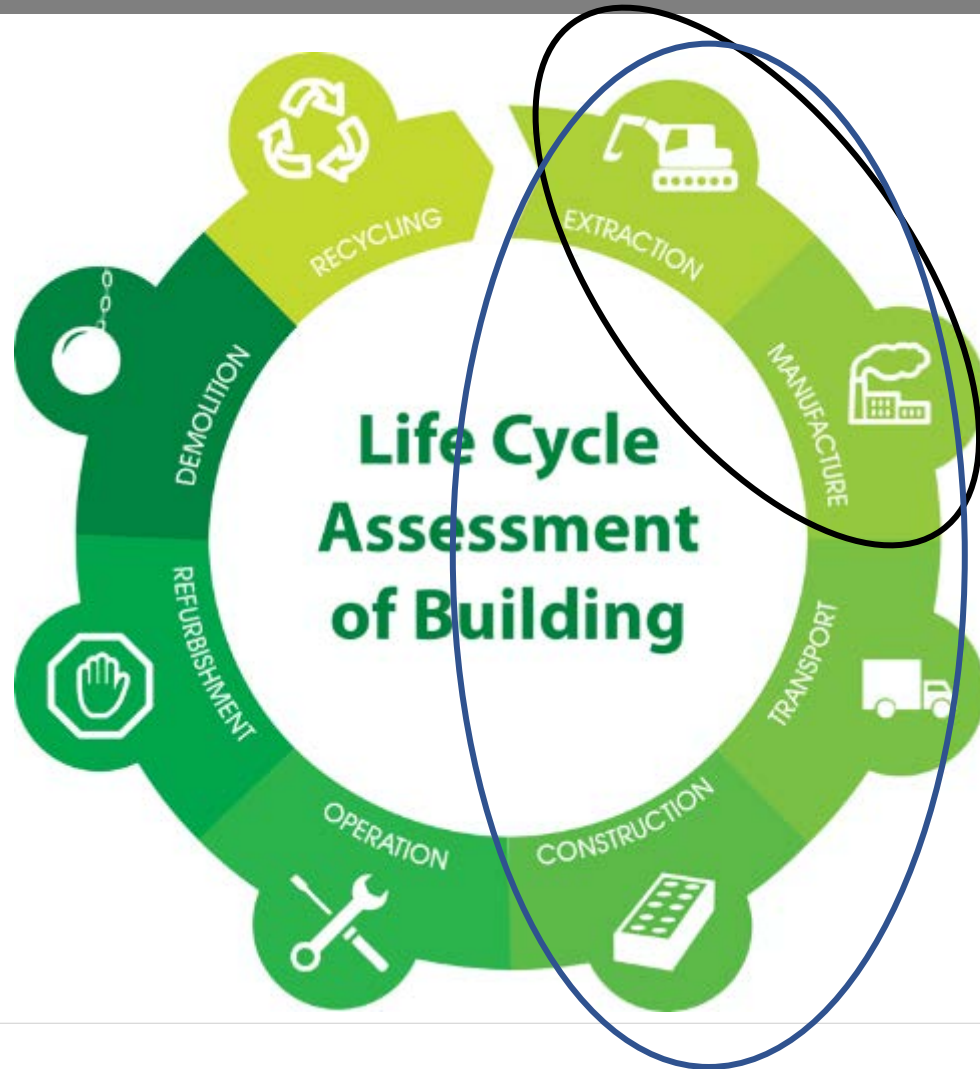 Life Cycle
Assessment
of Building
EXTRACTION
MANUFACTURE
TRANSPORT
CONSTRUCTION
OPERATION
REFURBISHMENT
DEMOLITION
RECYCLING